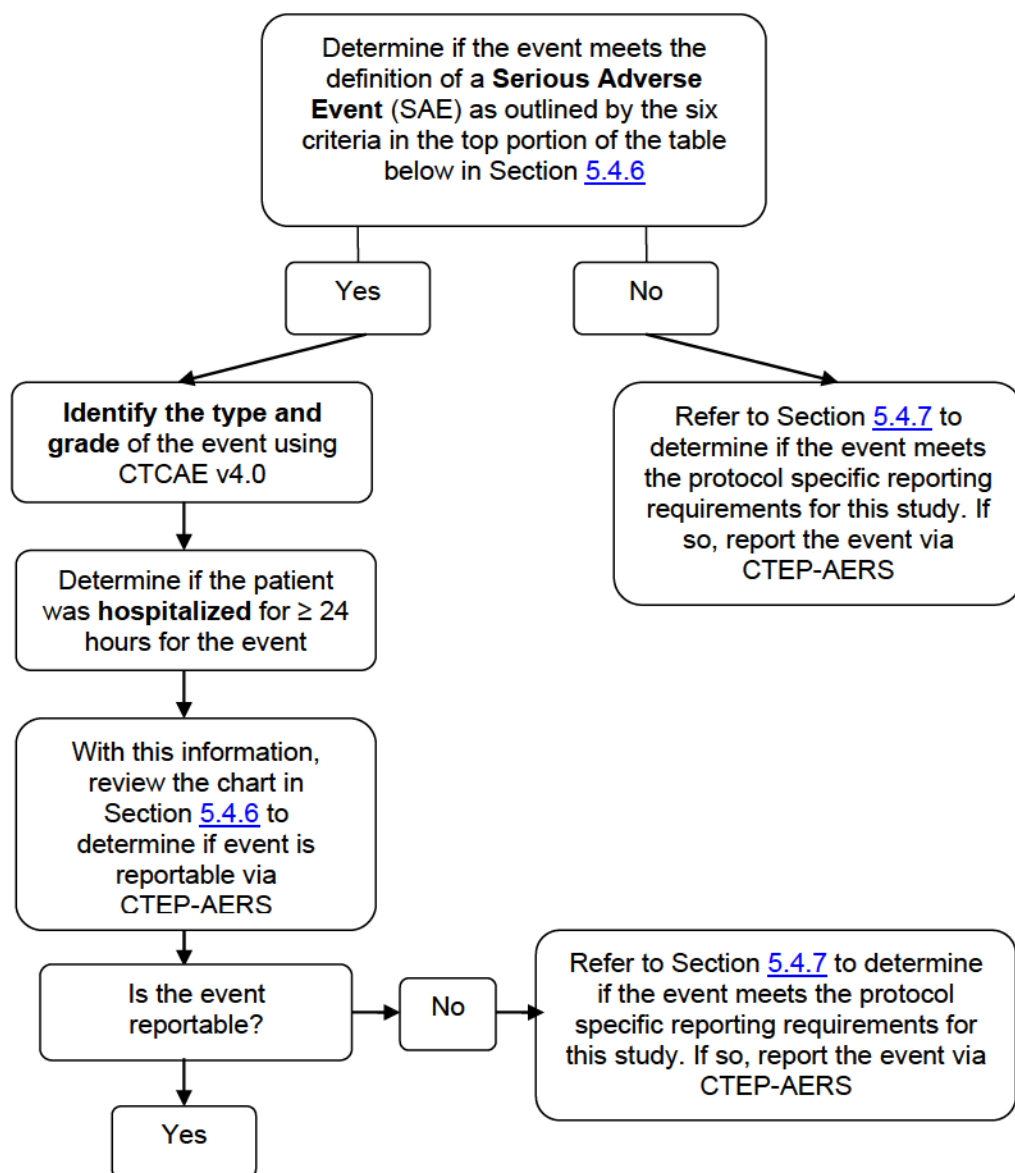 Determine if the event meets the
definition of a Serious Adverse
Event (SAE) as outlined by the six
criteria in the top portion of the table
below in Section 5.4.6
Yes
No
Identify the type and
grade of the event using
CTCAE v4.0
Refer to Section 5.4.7 to
determine if the event meets
the protocol specific reporting
requirements for this study. If
so, report the event via
CTEP-AERS
Determine if the patient
was hospitalized for ≥ 24
hours for the event
With this information,
review the chart in
Section 5.4.6 to
determine if event is
reportable via
CTEP-AERS
Is the event
reportable?
No
Refer to Section 5.4.7 to determine
if the event meets the protocol
specific reporting requirements for
this study. If so, report the event via
CTEP-AERS
Yes